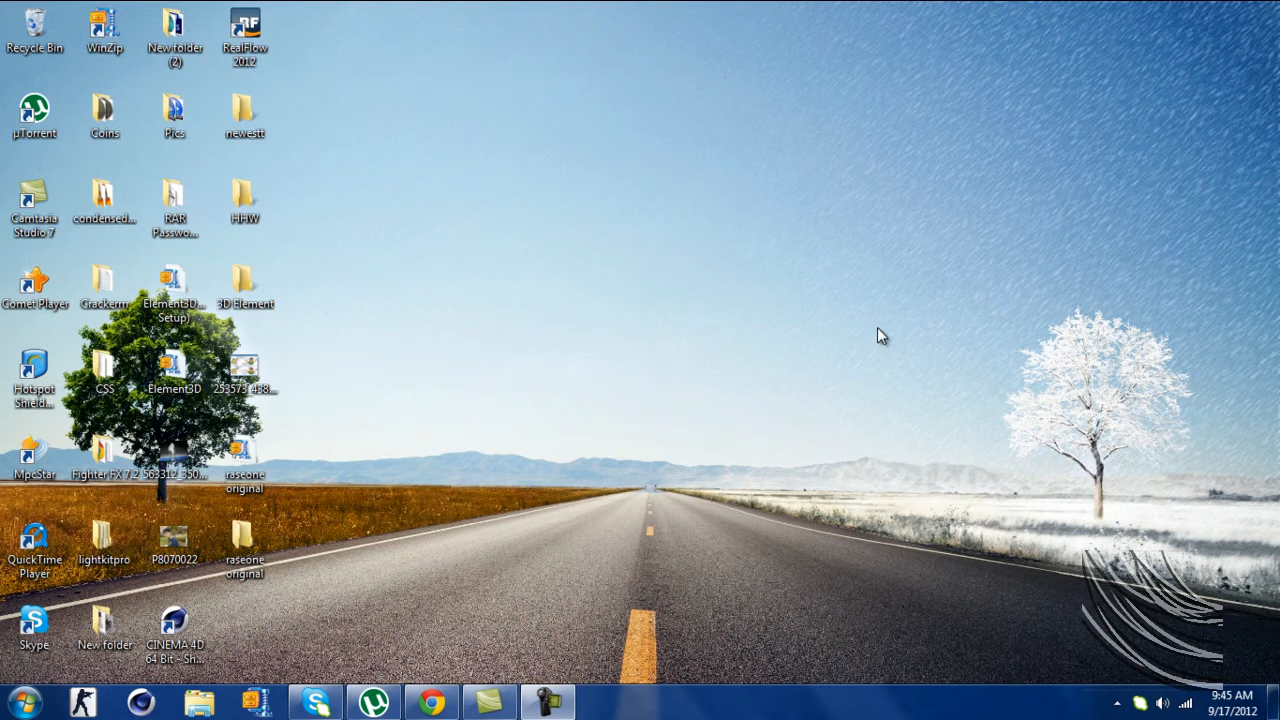 Recycle Bin
WinZip
New folder
(2)
RF
RealFlow
2012
µTorrent
Coins
Pics
newestt
Camtasia
Studio 7
condensed...
RAR
Passwo...
HHW
Comet Player
Crackerrrr
Element3D...
Setup)
3D Element
Hotspot
Shield...
CSS
Element3D
253573_438...
MpcStar
Fighter FX 7.2
563312_350...
raseone
original
QuickTime
Player
lightkitpro
P8070022
raseone
original
Skype
New folder
CINEMA 4D
64 Bit - Sh...
9:45 AM
9/17/2012